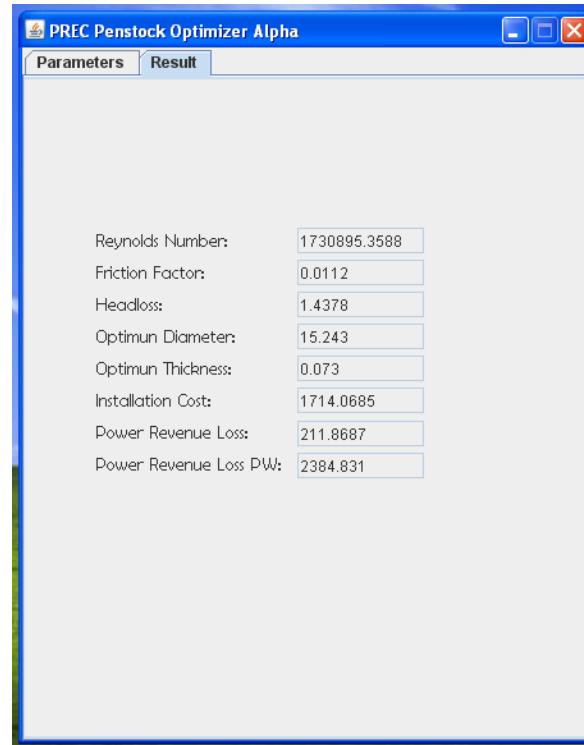 PREC Penstock Optimizer Alpha
Parameters Result
Reynolds Number: 1730895.3588
Friction Factor: 0.0112
Headloss: 1.4378
Optimun Diameter: 15.243
Optimun Thickness: 0.073
Installation Cost: 1714.0685
Power Revenue Loss: 211.8687
Power Revenue Loss PW: 2384.831